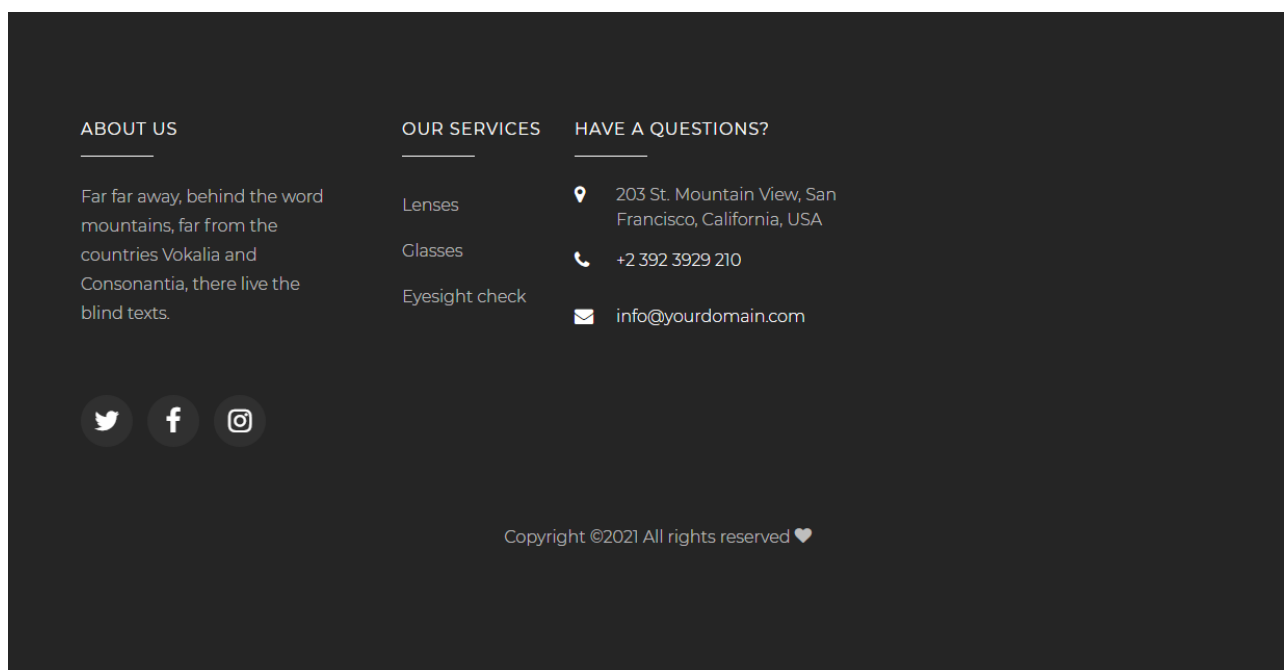 ABOUT US
Far far away, behind the word
mountains, far from the
countries Vokalia and
Consonantia, there live the
blind texts.
OUR SERVICES
Lenses
Glasses
Eyesight check
HAVE A QUESTIONS?
203 St. Mountain View, San
Francisco, California, USA
+2 392 3929 210
info@yourdomain.com
Copyright ©2021 All rights reserved